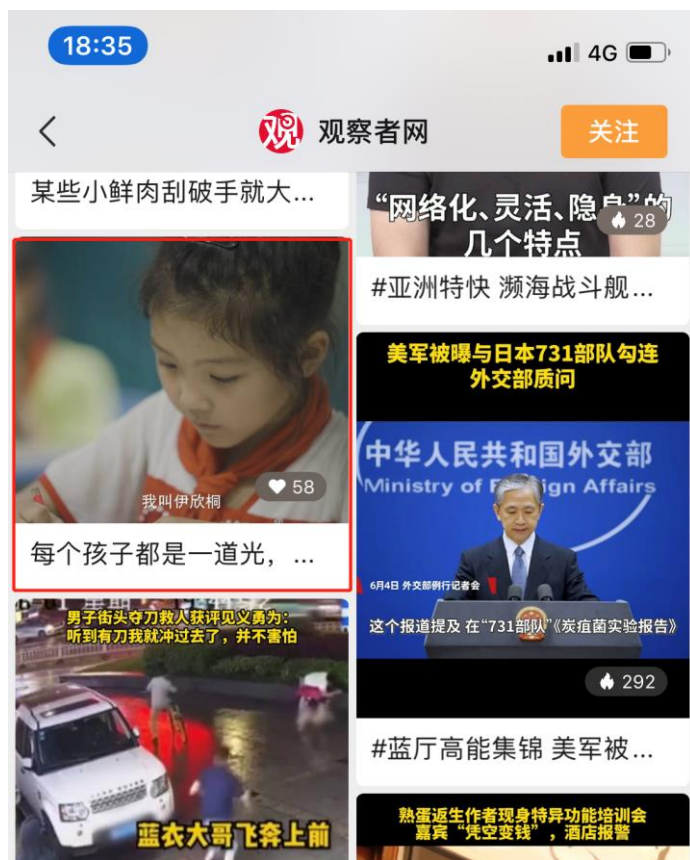 18:35
4G
观 观察者网
关注
某些小鲜肉刮破手就大...
我叫伊欣桐
58
每个孩子都是一道光，...
男子街头夺刀救人获评见义勇为：
听到有刀我就冲过去了，并不害怕
蓝衣大哥飞奔上前
“网络化、灵活、隐身”的
28
几个特点
#亚洲特快 濒海战斗舰...
美军被曝与日本731部队勾连
外交部质问
中华人民共和国外交部
Ministry of Foreign Affairs
6月4日 外交部例行记者会
这个报道提及 在“731部队”《炭疽菌实验报告》
292
#蓝厅高能集锦 美军被...
熟蛋返生作者现身特异功能培训会
嘉宾“凭空变钱”，酒店报警